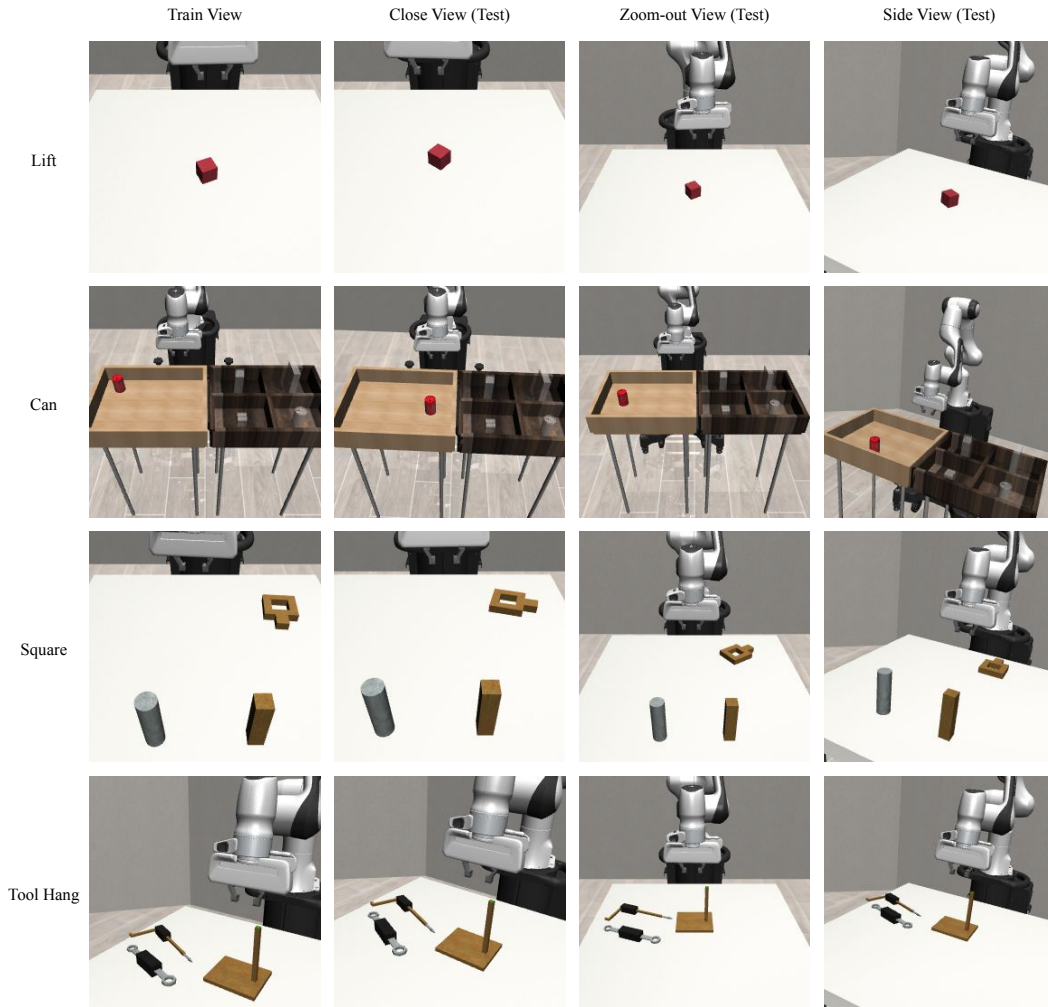 Train View
Close View (Test)
Zoom-out View (Test)
Side View (Test)
Lift
Can
Square
Tool Hang